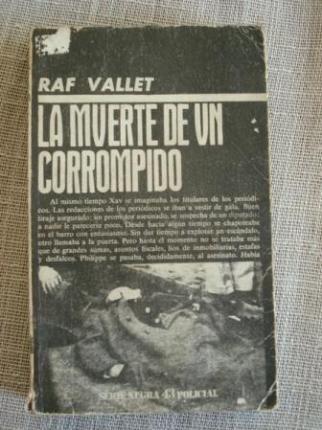 RAF VALLET
LA MUERTE DE UN
CORROMPIDO
Al mismo tiempo Xav se imaginaba los titulares de los periódi-
cos. Las redacciones de los periódicos se iban a vestir de gala. Buen
tiraje asegurado: un promotor asesinado, se sospecha de un diputado;
a nadie le parecería poco. Desde hacía algún tiempo se chapoteaba
en el barro con entusiasmo. Sin dar tiempo a explotar un escándalo,
otro llamaba a la puerta. Pero hasta el momento no se trataba más
que de grandes sumas, asuntos fiscales, líos de inmobiliarias, estafas
y desfalcos. Philippe se pasaba, decididamente, al asesinato. Había
SERIE NEGRA 43 POLICIAL